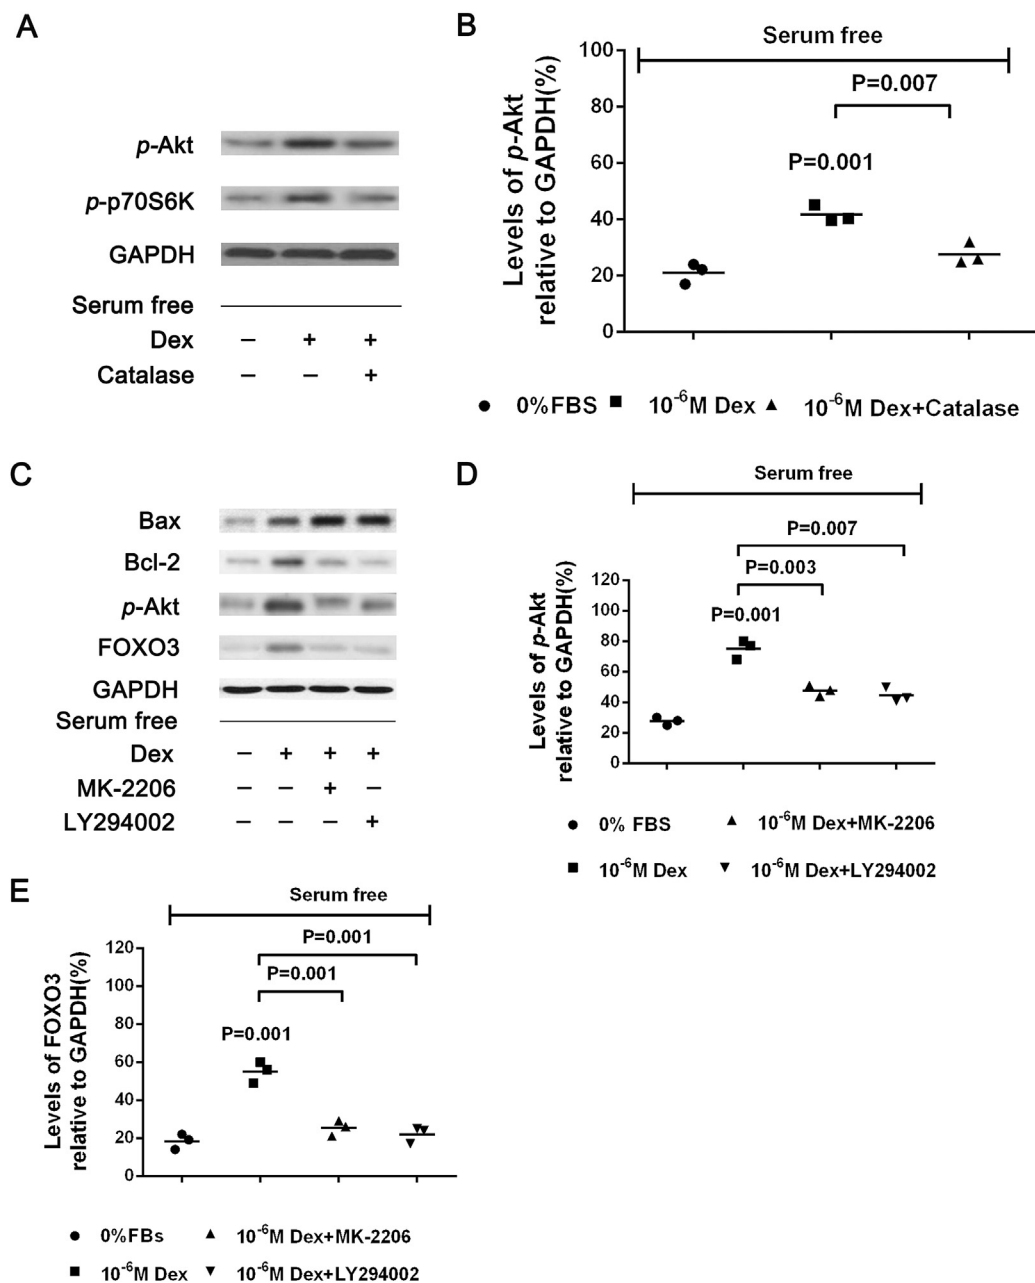 A
p-Akt
p-p70S6K
GAPDH
Serum free
Dex – + +
Catalase – – +
B
Serum free
P=0.007
P=0.001
Levels of p-Akt
relative to GAPDH(%)
100
80
60
40
20
0
0%FBS 10⁻⁶M Dex 10⁻⁶M Dex+Catalase
C
Bax
Bcl-2
p-Akt
FOXO3
GAPDH
Serum free
Dex – + + +
MK-2206 – – + –
LY294002 – – – +
D
Serum free
P=0.007
P=0.003
P=0.001
Levels of p-Akt
relative to GAPDH(%)
120
100
80
60
40
20
0
0% FBS 10⁻⁶M Dex+MK-2206
10⁻⁶M Dex 10⁻⁶M Dex+LY294002
E
Serum free
P=0.001
P=0.001
P=0.001
Levels of FOXO3
relative to GAPDH(%)
120
100
80
60
40
20
0
0%FBs 10⁻⁶M Dex+MK-2206
10⁻⁶M Dex 10⁻⁶M Dex+LY294002